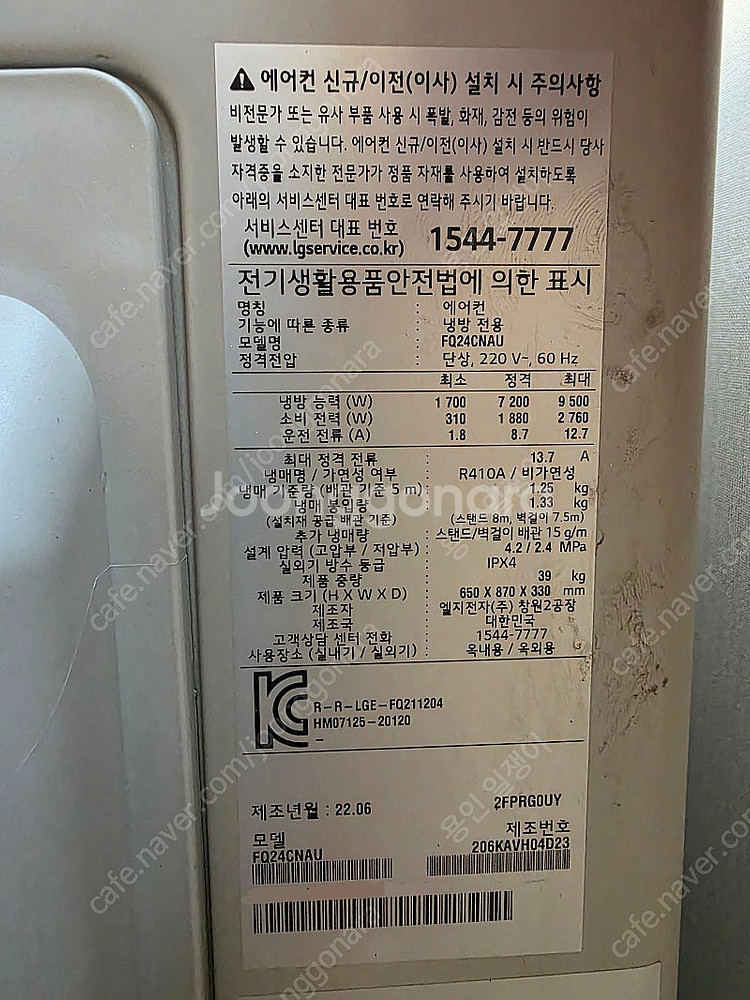 ⚠ 에어컨 신규/이전(이사) 설치 시 주의사항
비전문가 또는 유사 부품 사용 시 폭발, 화재, 감전 등의 위험이
발생할 수 있습니다. 에어컨 신규/이전(이사) 설치 시 반드시 당사
자격증을 소지한 전문가가 정품 자재를 사용하여 설치하도록
아래의 서비스센터 대표 번호로 연락해 주시기 바랍니다.
서비스센터 대표 번호
(www.lgservice.co.kr) 1544-7777
전기생활용품안전법에 의한 표시
명칭 : 에어컨
기능에 따른 종류 : 냉방 전용
모델명 : FQ24CNAU
정격전압 : 단상, 220 V~, 60 Hz
최소 정격 최대
냉방 능력 (W) 1 700 7 200 9 500
소비 전력 (W) 310 1 880 2 760
운전 전류 (A) 1.8 8.7 12.7
최대 정격 전류 : 13.7 A
냉매명 / 가연성 여부 : R410A / 비가연성
냉매 기준량 (배관 기준 5 m) : 1.25 kg
냉매 봉입량 : 1.33 kg
(설치재 공급 배관 기준) (스탠드 8m, 벽걸이 7.5m)
추가 냉매량 : 스탠드/벽걸이 배관 15 g/m
설계 압력 (고압부 / 저압부) : 4.2 / 2.4 MPa
실외기 방수 등급 : IPX4
제품 중량 : 39 kg
제품 크기 (H X W X D) : 650 X 870 X 330 mm
제조자 : 엘지전자(주) 창원2공장
제조국 : 대한민국
고객상담 센터 전화 : 1544-7777
사용장소 (실내기 / 실외기) : 옥내용 / 옥외용
R-R-LGE-FQ211204
HM07125-20120
–
제조년월 : 22.06 2FPRG0UY
모델 제조번호
FQ24CNAU 206KAVH04D23
Joonggonara
cafe.naver.com/joonggonara
용인 일쟁이